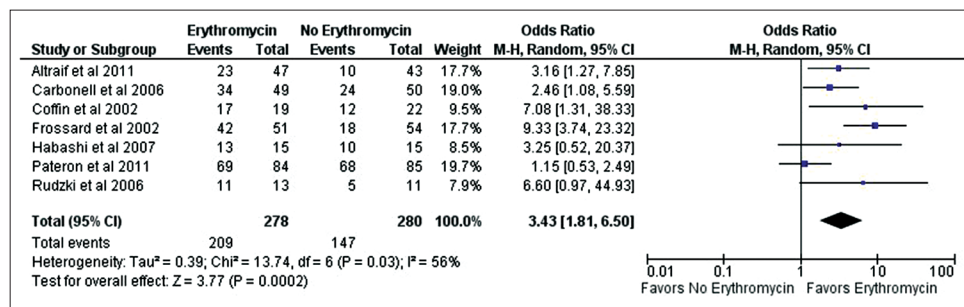 Erythromycin No Erythromycin Odds Ratio Odds Ratio
Study or Subgroup Events Total Events Total Weight M-H, Random, 95% CI M-H, Random, 95% CI
Altraif et al 2011 23 47 10 43 17.7% 3.16 [1.27, 7.85]
Carbonell et al 2006 34 49 24 50 19.0% 2.46 [1.08, 5.59]
Coffin et al 2002 17 19 12 22 9.5% 7.08 [1.31, 38.33]
Frossard et al 2002 42 51 18 54 17.7% 9.33 [3.74, 23.32]
Habashi et al 2007 13 15 10 15 8.5% 3.25 [0.52, 20.37]
Pateron et al 2011 69 84 68 85 19.7% 1.15 [0.53, 2.49]
Rudzki et al 2006 11 13 5 11 7.9% 6.60 [0.97, 44.93]
Total (95% CI) 278 280 100.0% 3.43 [1.81, 6.50]
Total events 209 147
Heterogeneity: Tau² = 0.39; Chi² = 13.74, df = 6 (P = 0.03); I² = 56%
Test for overall effect: Z = 3.77 (P = 0.0002)
0.01 0.1 1 10 100
Favors No Erythromycin Favors Erythromycin